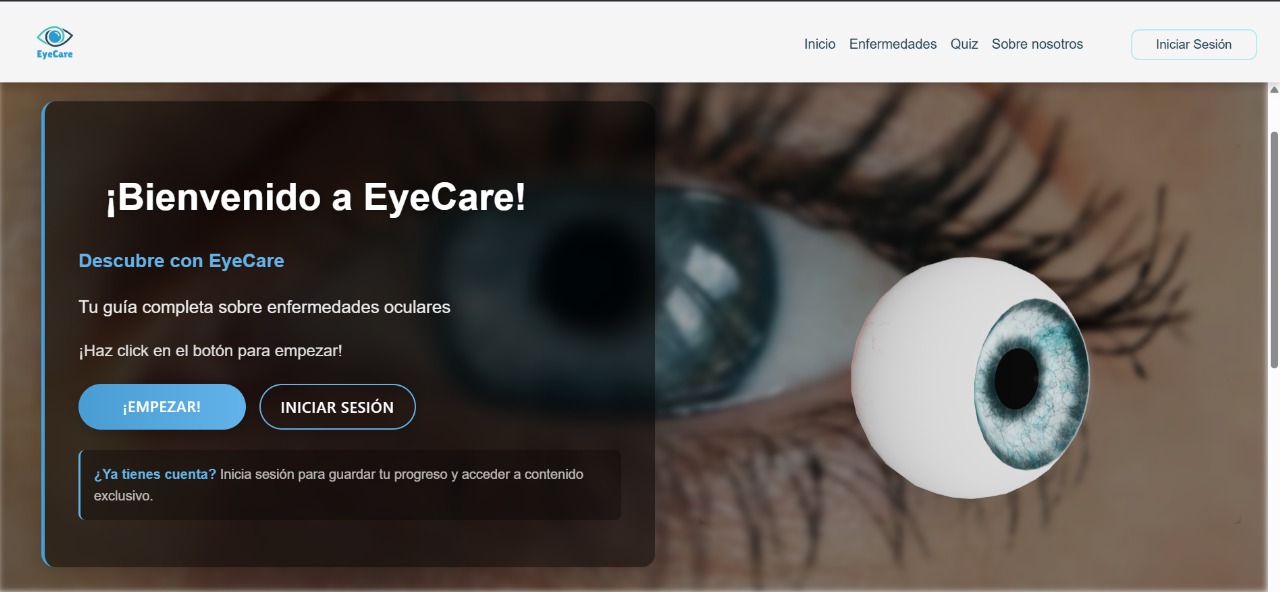 EyeCare
Inicio Enfermedades Quiz Sobre nosotros Iniciar Sesión
¡Bienvenido a EyeCare!
Descubre con EyeCare
Tu guía completa sobre enfermedades oculares
¡Haz click en el botón para empezar!
¡EMPEZAR! INICIAR SESIÓN
¿Ya tienes cuenta? Inicia sesión para guardar tu progreso y acceder a contenido
exclusivo.